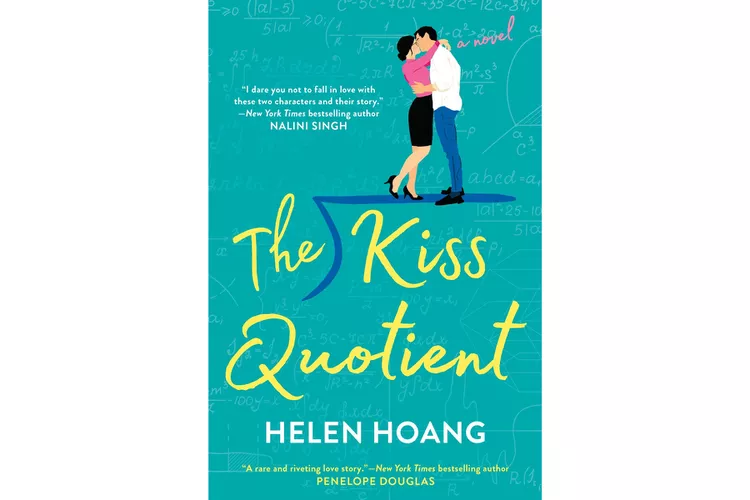 a novel
“I dare you not to fall in love with
these two characters and their story.”
—New York Times bestselling author
NALINI SINGH
The Kiss
Quotient
HELEN HOANG
“A rare and riveting love story.”—New York Times bestselling author
PENELOPE DOUGLAS